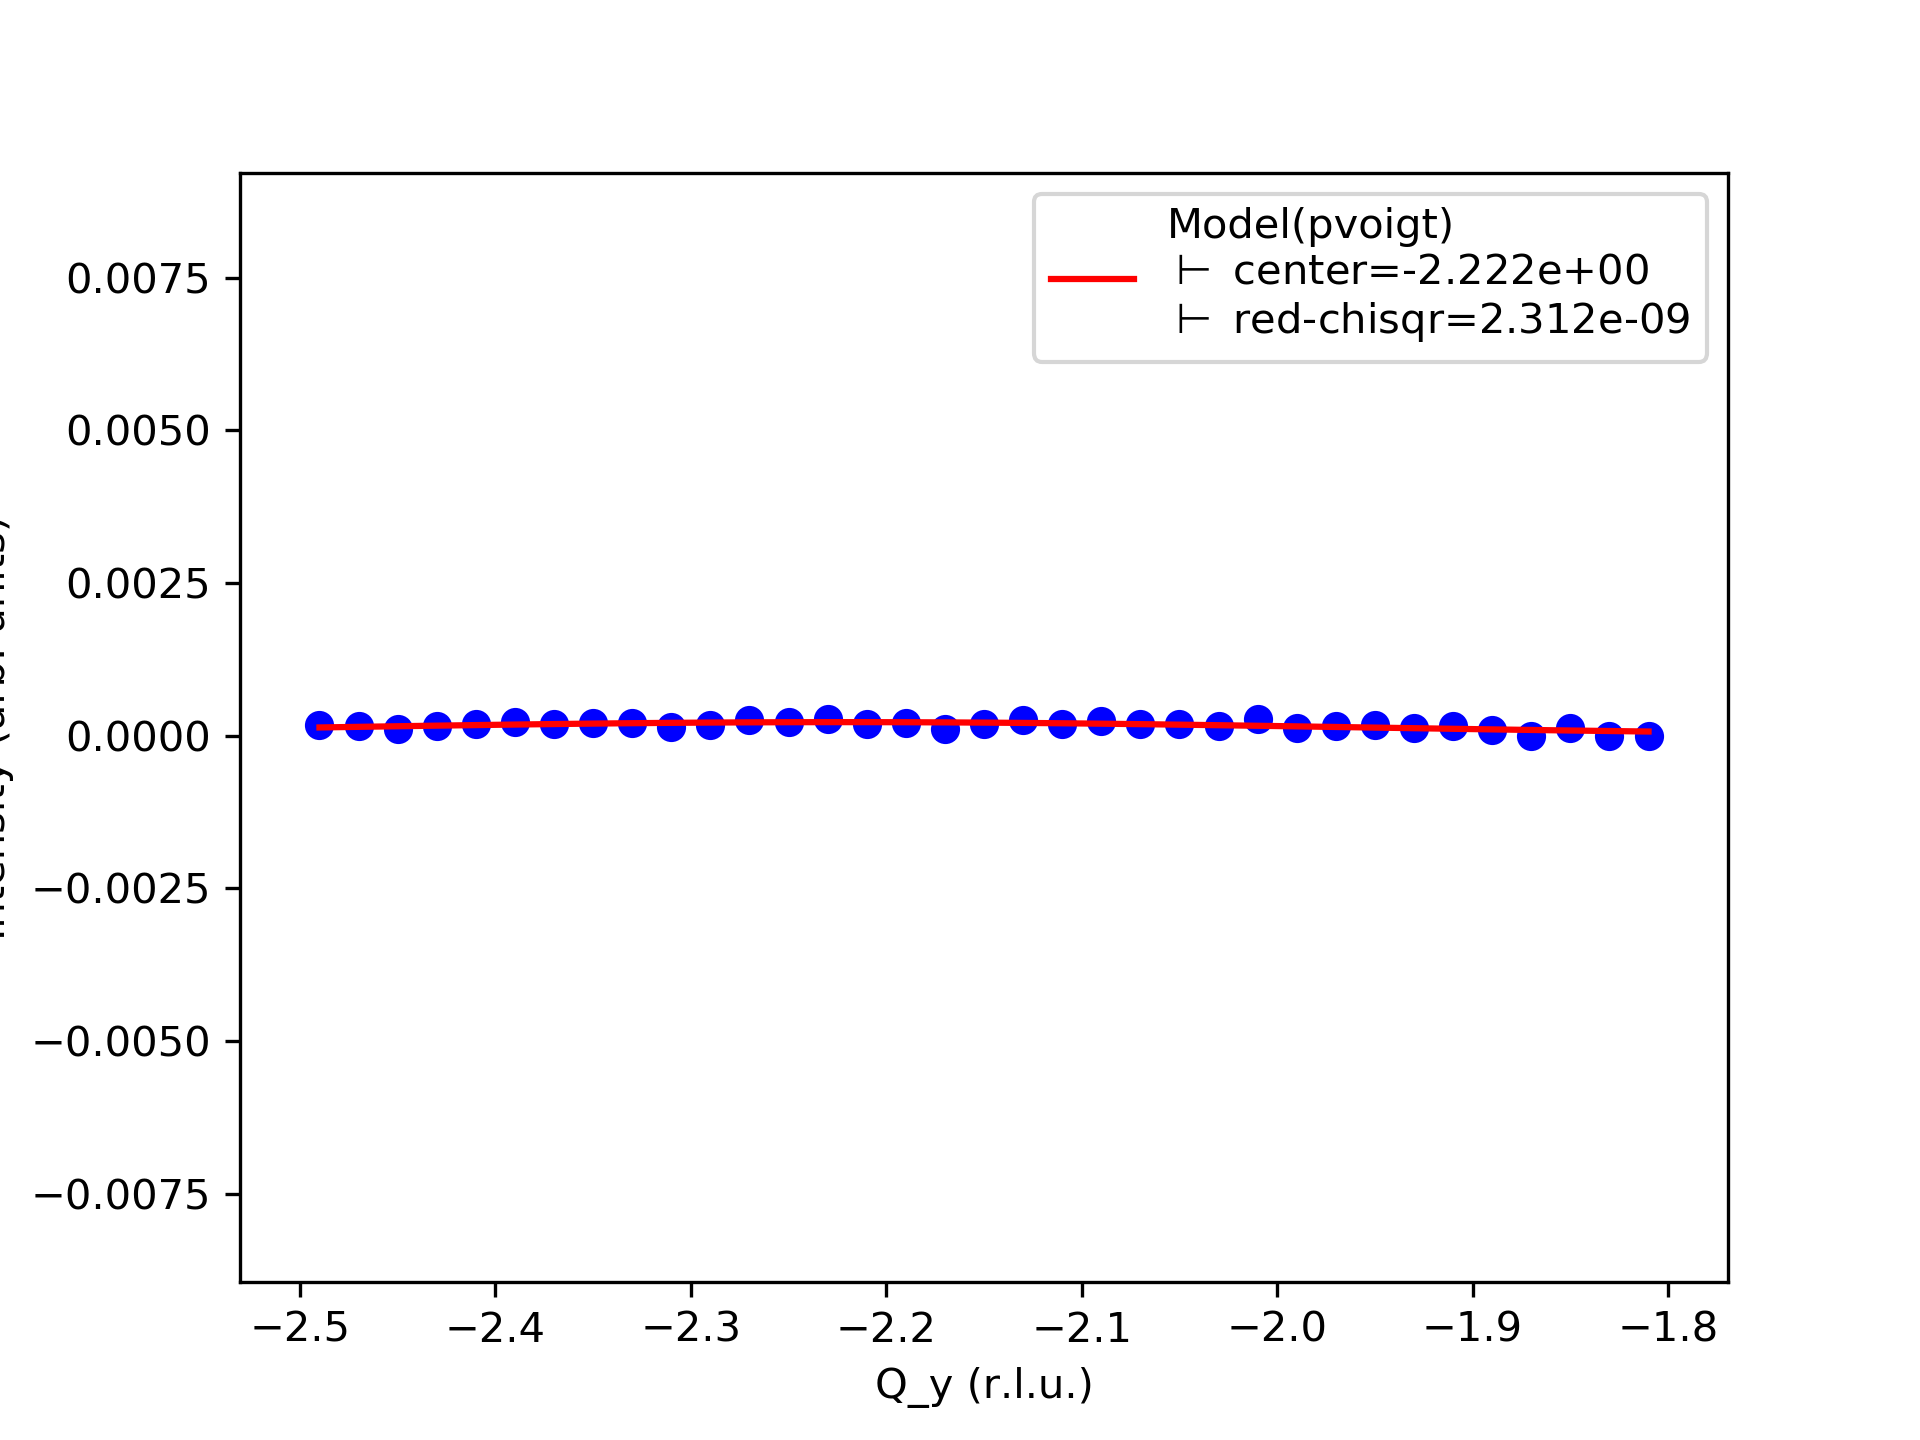 Model(pvoigt)
⊢ center=-2.222e+00
⊢ red-chisqr=2.312e-09
0.0075
0.0050
0.0025
0.0000
−0.0025
−0.0050
−0.0075
−2.5 −2.4 −2.3 −2.2 −2.1 −2.0 −1.9 −1.8
Q_y (r.l.u.)